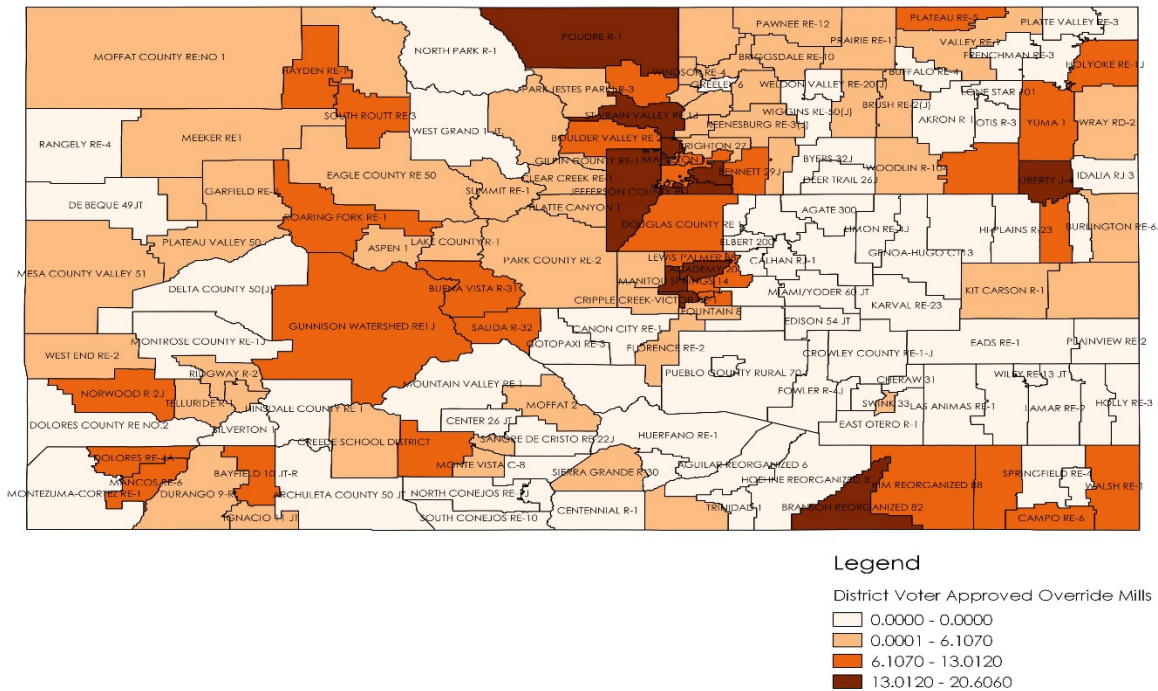 PLATEAU RE-5
PLATTE VALLEY RE-3
PAWNEE RE-12
POUDRE R-1
PRAIRIE RE-11
VALLEY RE-1
NORTH PARK R-1
MOFFAT COUNTY RE:NO 1
FRENCHMAN RE-3
BRIGGSDALE RE-10
HOLYOKE RE-1J
HAYDEN RE-1
WINDSOR RE-4
BUFFALO RE-4
GREELEY 6
WELDON VALLEY RE-20(J)
PARK (ESTES PARK) R-3
LONE STAR 101
BRUSH RE-2(J)
SOUTH ROUTT RE 3
ST VRAIN VALLEY RE 1J
WIGGINS RE-50(J)
AKRON R-1
OTIS R-3
YUMA 1
WRAY RD-2
KEENESBURG RE-3(J)
WEST GRAND 1-JT
BOULDER VALLEY RE 2
MEEKER RE1
RANGELY RE-4
BRIGHTON 27J
GILPIN COUNTY RE-1
BYERS 32J
EAGLE COUNTY RE 50
CLEAR CREEK RE-1
BENNETT 29J
WOODLIN R-104
DEER TRAIL 26J
LIBERTY J-4
IDALIA RJ-3
GARFIELD RE-2
SUMMIT RE-1
JEFFERSON COUNTY R-1
DE BEQUE 49JT
PLATTE CANYON 1
AGATE 300
ROARING FORK RE-1
DOUGLAS COUNTY RE 1
LIMON RE-4J
HI-PLAINS R-23
BURLINGTON RE-6J
PLATEAU VALLEY 50
LAKE COUNTY R-1
ELBERT 200
ASPEN 1
GENOA-HUGO C113
PARK COUNTY RE-2
LEWIS PALMER 38
CALHAN RJ-1
MESA COUNTY VALLEY 51
ACADEMY 20
MANITOU SPRINGS 14
DELTA COUNTY 50(J)
BUENA VISTA R-31
MIAMI/YODER 60 JT
KIT CARSON R-1
CRIPPLE CREEK-VICTOR RE-1
KARVAL RE-23
FOUNTAIN 8
EDISON 54 JT
GUNNISON WATERSHED RE1J
SALIDA R-32
CANON CITY RE-1
MONTROSE COUNTY RE-1J
COTOPAXI RE-3
EADS RE-1
PLAINVIEW RE-2
FLORENCE RE-2
WEST END RE-2
CROWLEY COUNTY RE-1-J
RIDGWAY R-2
PUEBLO COUNTY RURAL 70
WILEY RE-13 JT
CHERAW 31
MOUNTAIN VALLEY RE 1
NORWOOD R-2J
FOWLER R-4J
TELLURIDE R-1
HINSDALE COUNTY RE 1
MOFFAT 2
SWINK 33
LAS ANIMAS RE-1
LAMAR RE-2
HOLLY RE-3
DOLORES COUNTY RE NO.2
SILVERTON 1
CENTER 26 JT
EAST OTERO R-1
CREEDE SCHOOL DISTRICT
SANGRE DE CRISTO RE 22J
HUERFANO RE-1
DOLORES RE-4A
MONTE VISTA C-8
AGUILAR REORGANIZED 6
SIERRA GRANDE R-30
BAYFIELD 10 JT-R
SPRINGFIELD RE-4
MANCOS RE-6
HOEHNE REORGANIZED 3
KIM REORGANIZED 88
WALSH RE-1
MONTEZUMA-CORTEZ RE-1
DURANGO 9-R
ARCHULETA COUNTY 50 JT
NORTH CONEJOS RE-1J
TRINIDAD 1
BRANSON REORGANIZED 82
CENTENNIAL R-1
IGNACIO 11 JT
SOUTH CONEJOS RE-10
CAMPO RE-6
Legend
District Voter Approved Override Mills
0.0000 - 0.0000
0.0001 - 6.1070
6.1070 - 13.0120
13.0120 - 20.6060